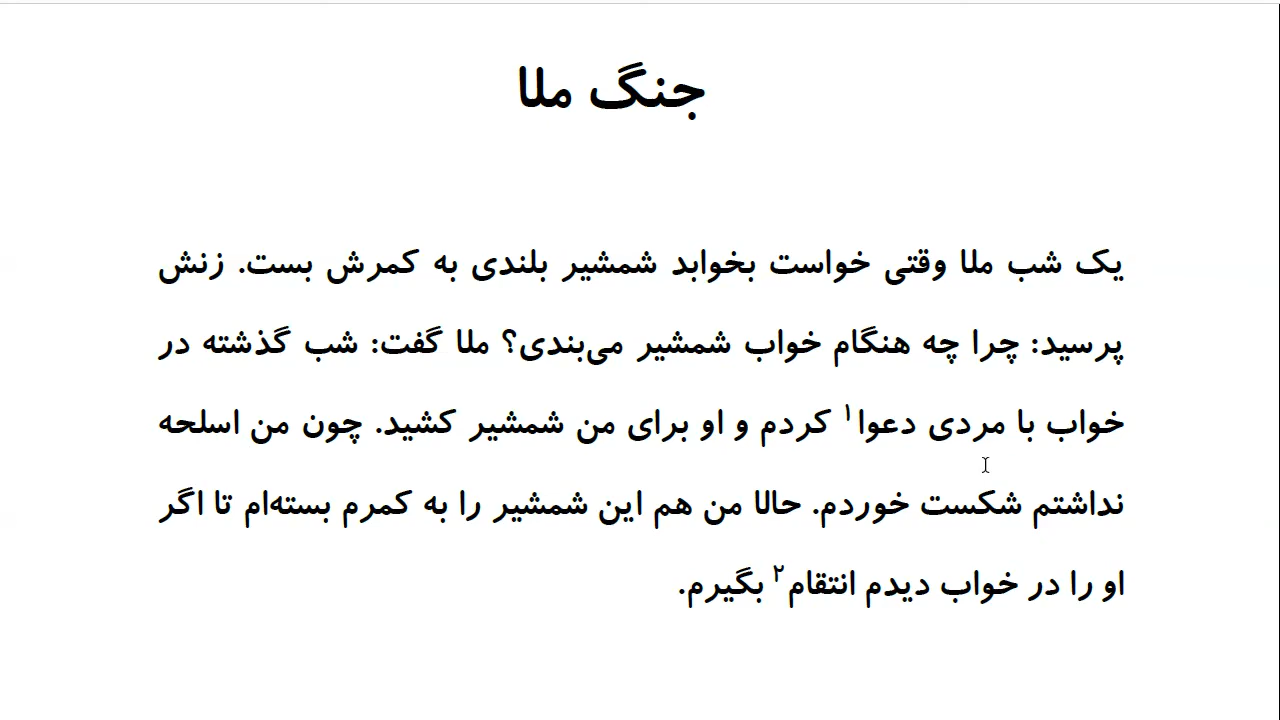 جنگ ملا
یک شب ملا وقتی خواست بخوابد شمشیر بلندی به کمرش بست. زنش
پرسید: چرا چه هنگام خواب شمشیر می‌بندی؟ ملا گفت: شب گذشته در
خواب با مردی دعوا۱ کردم و او برای من شمشیر کشید. چون من اسلحه
نداشتم شکست خوردم. حالا من هم این شمشیر را به کمرم بسته‌ام تا اگر
او را در خواب دیدم انتقام۲ بگیرم.